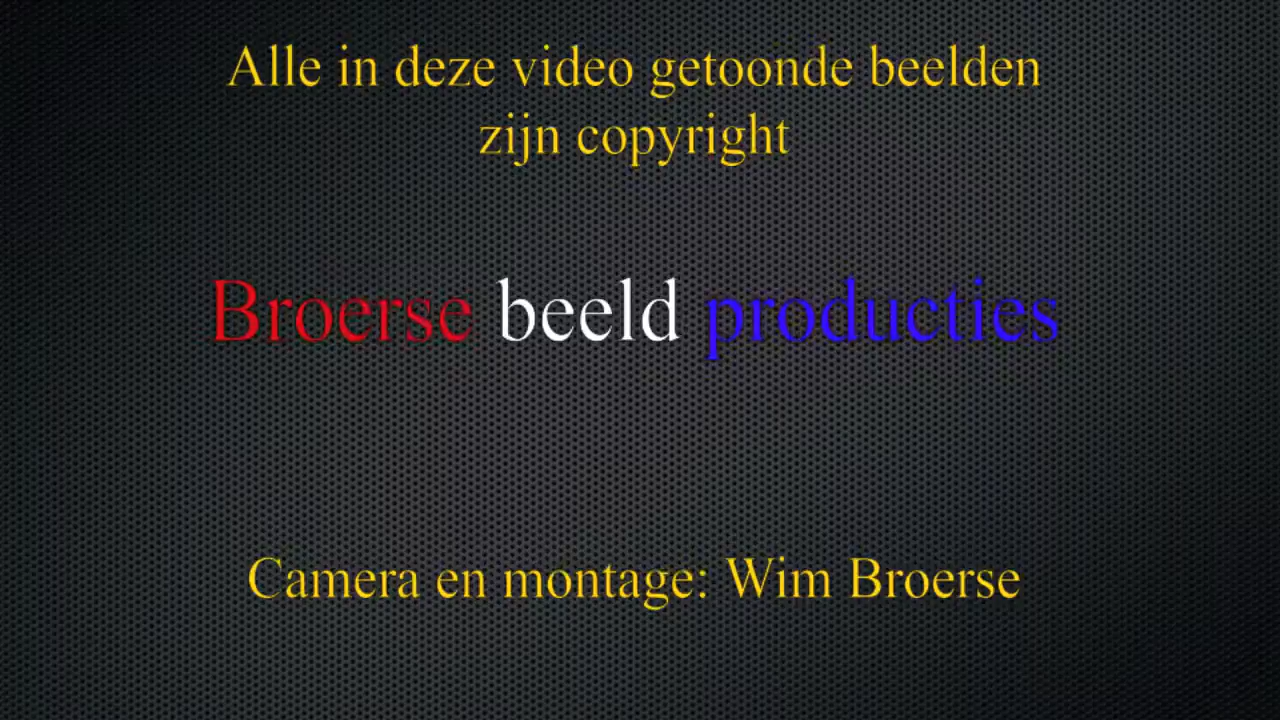 Alle in deze video getoonde beelden
zijn copyright
Broerse beeld producties
Camera en montage: Wim Broerse